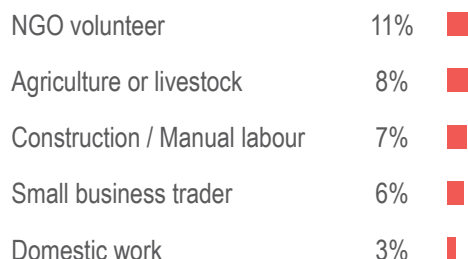 NGO volunteer 11%
Agriculture or livestock 8%
Construction / Manual labour 7%
Small business trader 6%
Domestic work 3%